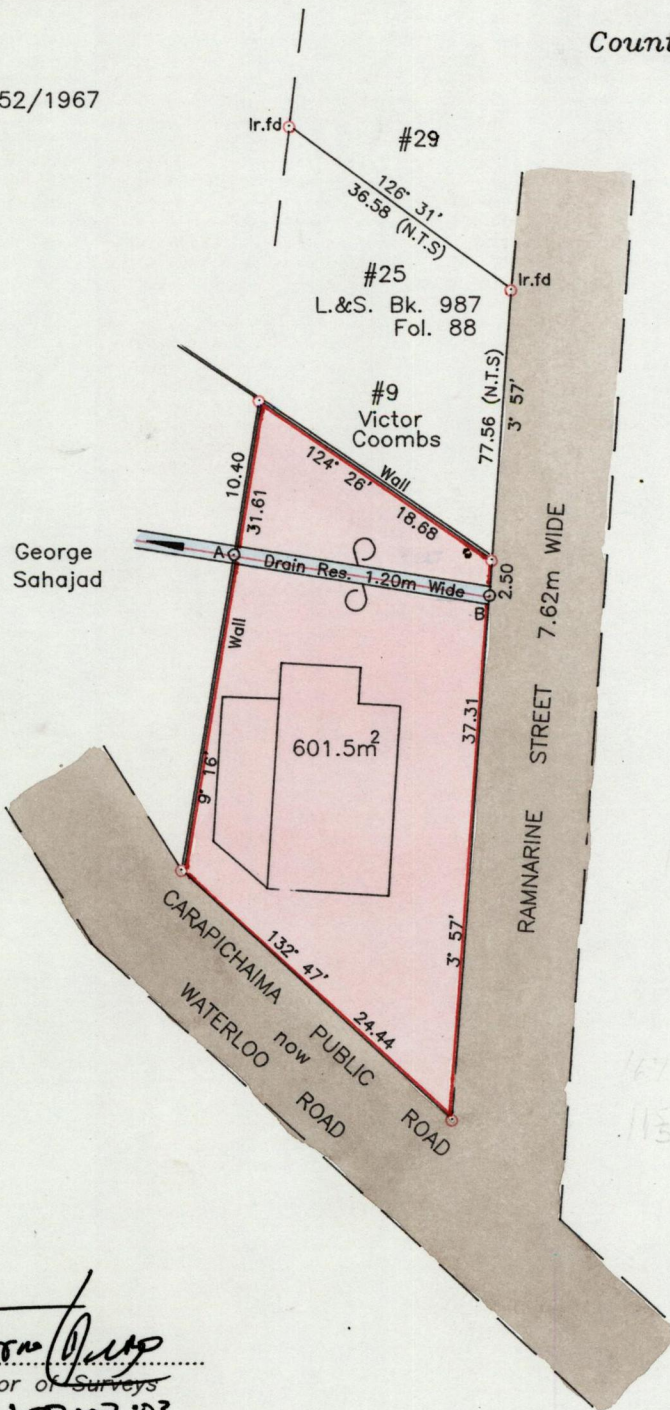 Count
52/1967
Ir.fd
#29
126° 31'
36.58 (N.T.S)
Ir.fd
#25
L.&S. Bk. 987
Fol. 88
77.56 (N.T.S)
3° 57'
#9
Victor
Coombs
124° 26'
Wall
18.68
10.40
31.61
George
Sahajad
A
Drain Res. 1.20m Wide
B
2.50
Wall
9° 16'
601.5m²
37.31
3° 57'
RAMNARINE STREET 7.62m WIDE
132° 47'
24.44
CARAPICHAIMA PUBLIC ROAD
now
WATERLOO ROAD
or of Surveys